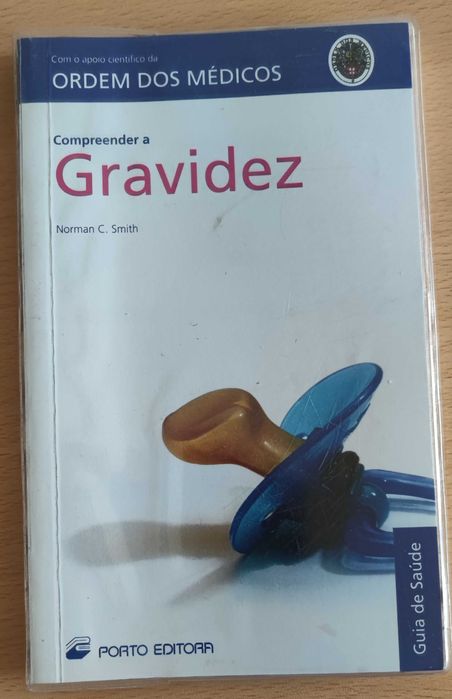 Com o apoio científico da
ORDEM DOS MÉDICOS
Compreender a
Gravidez
Norman C. Smith
Guia de Saúde
PORTO EDITORA